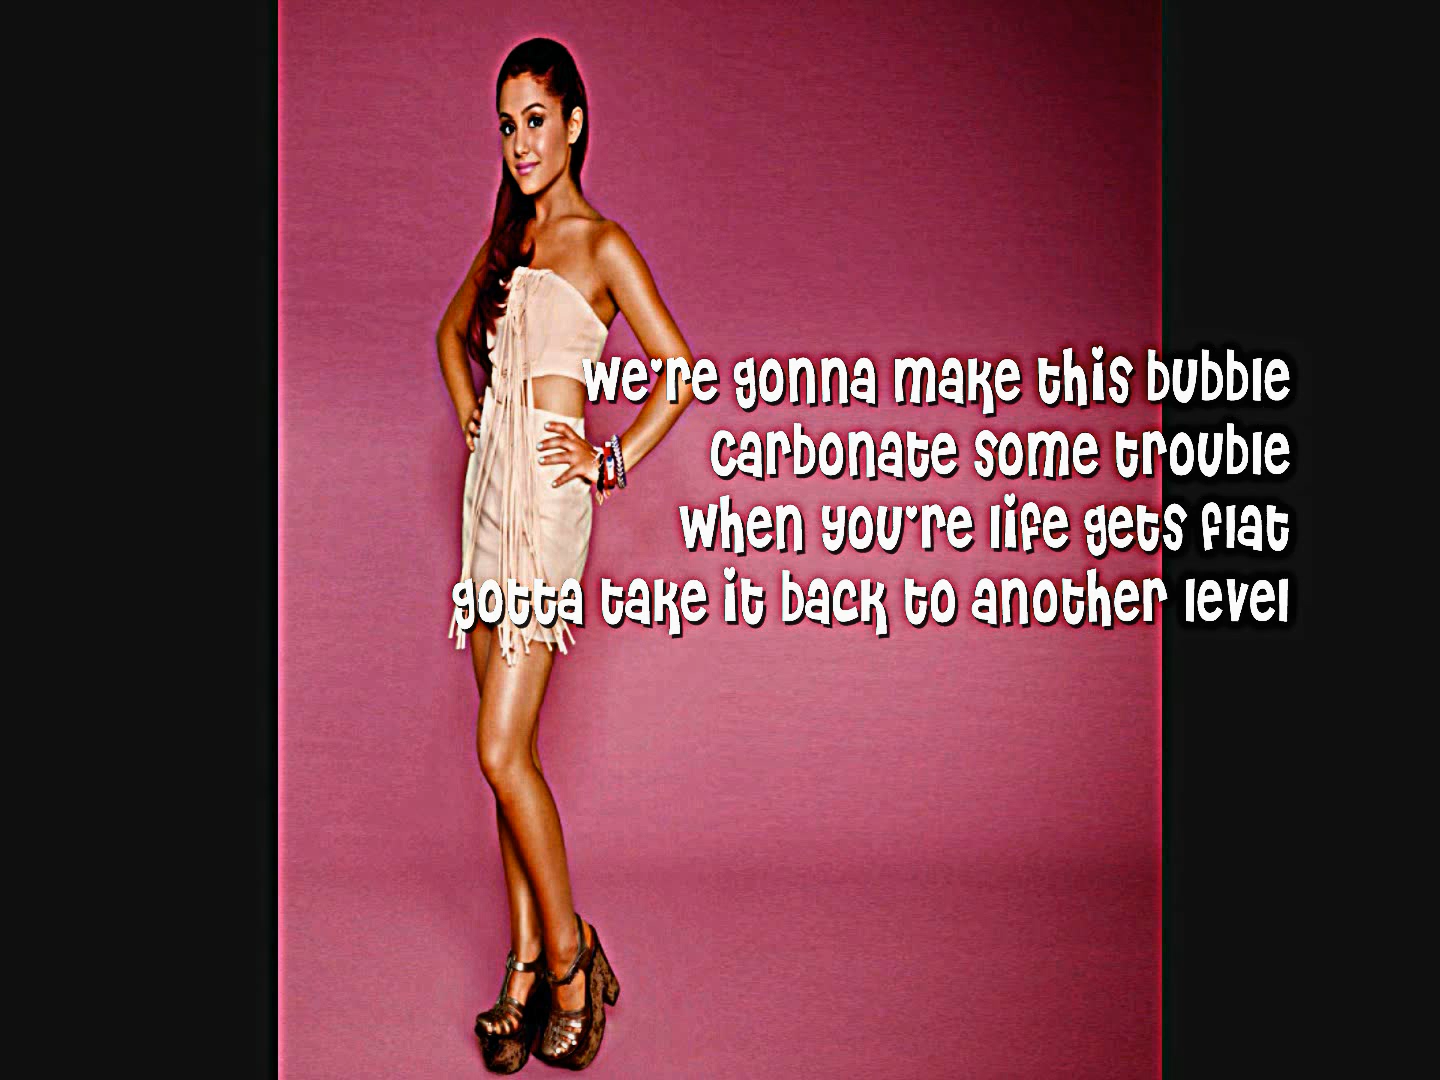 we're gonna make this bubble
carbonate some trouble
when you're life gets flat
gotta take it back to another level